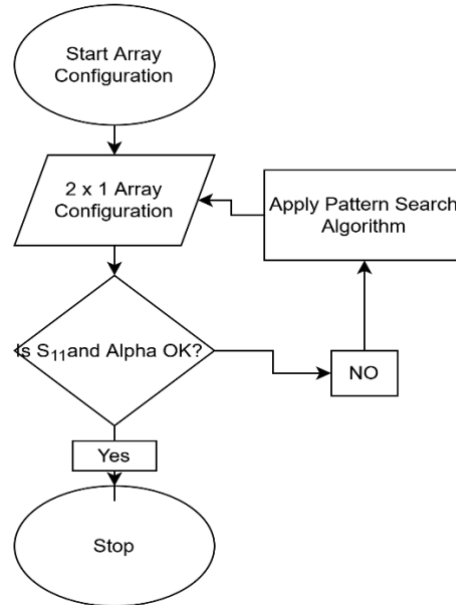 Start Array
Configuration
2 x 1 Array
Configuration
Apply Pattern Search
Algorithm
Is S₁₁and Alpha OK?
NO
Yes
Stop